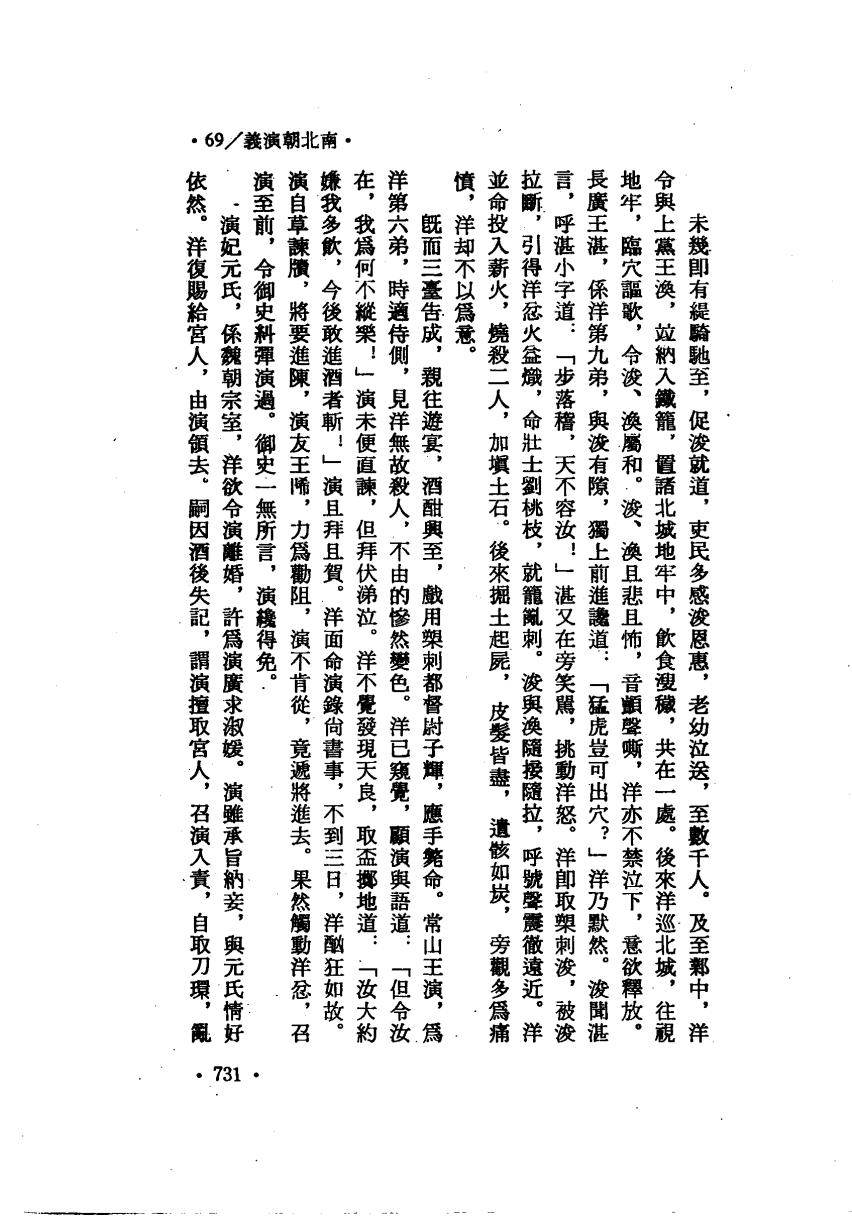 •69／義演朝北南•
未幾卽有緹騎馳至，促浚就道，吏民多感浚恩惠，老幼泣送，至數千人。及至鄴中，洋
令與上黨王渙，竝納入鐵籠，置諸北城地牢中，飲食溲穢，共在一處。後來洋巡北城，往視
地牢，臨穴謳歌，令浚、渙屬和。浚、渙且悲且怖，音顫聲嘶，洋亦不禁泣下，意欲釋放。
長廣王湛，係洋第九弟，與浚有隙，獨上前進讒道：「猛虎豈可出穴？」洋乃默然。浚聞湛
言，呼湛小字道：「步落稽，天不容汝！」湛又在旁笑駡，挑動洋怒。洋卽取槊刺浚，被浚
拉斷，引得洋忿火益熾，命壯士劉桃枝，就籠亂刺。浚與渙隨接隨拉，呼號聲震徹遠近。洋
並命投入薪火，燒殺二人，加塡土石。後來掘土起屍，皮髮皆盡，遺骸如炭，旁觀多爲痛
憤，洋却不以爲意。
旣而三臺告成，親往遊宴，酒酣興至，戲用槊刺都督尉子輝，應手斃命。常山王演，爲
洋第六弟，時適侍側，見洋無故殺人，不由的慘然變色。洋已窺覺，顧演與語道：「但令汝
在，我爲何不縱樂！」演未便直諫，但拜伏涕泣。洋不覺發現天良，取盃擲地道：「汝大約
嫌我多飲，今後敢進酒者斬！」演且拜且賀。洋面命演錄尙書事，不到三日，洋酗狂如故。
演自草諫牘，將要進陳，演友王晞，力爲勸阻，演不肯從，竟遞將進去。果然觸動洋忿，召
演至前，令御史糾彈演過。御史一無所言，演纔得免。
演妃元氏，係魏朝宗室，洋欲令演離婚，許爲演廣求淑媛。演雖承旨納妾，與元氏情好
依然。洋復賜給宮人，由演領去。嗣因酒後失記，謂演擅取宮人，召演入責，自取刀環，亂
•731•